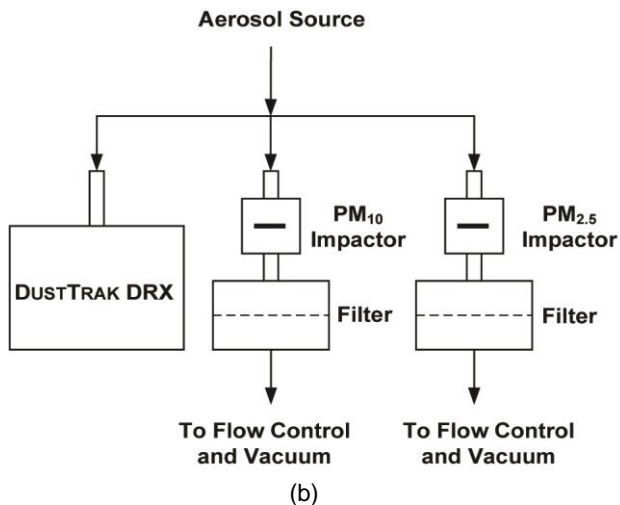 Aerosol Source
PM10
Impactor
PM2.5
Impactor
DUSTTRAK DRX
Filter
Filter
To Flow Control
and Vacuum
To Flow Control
and Vacuum
(b)